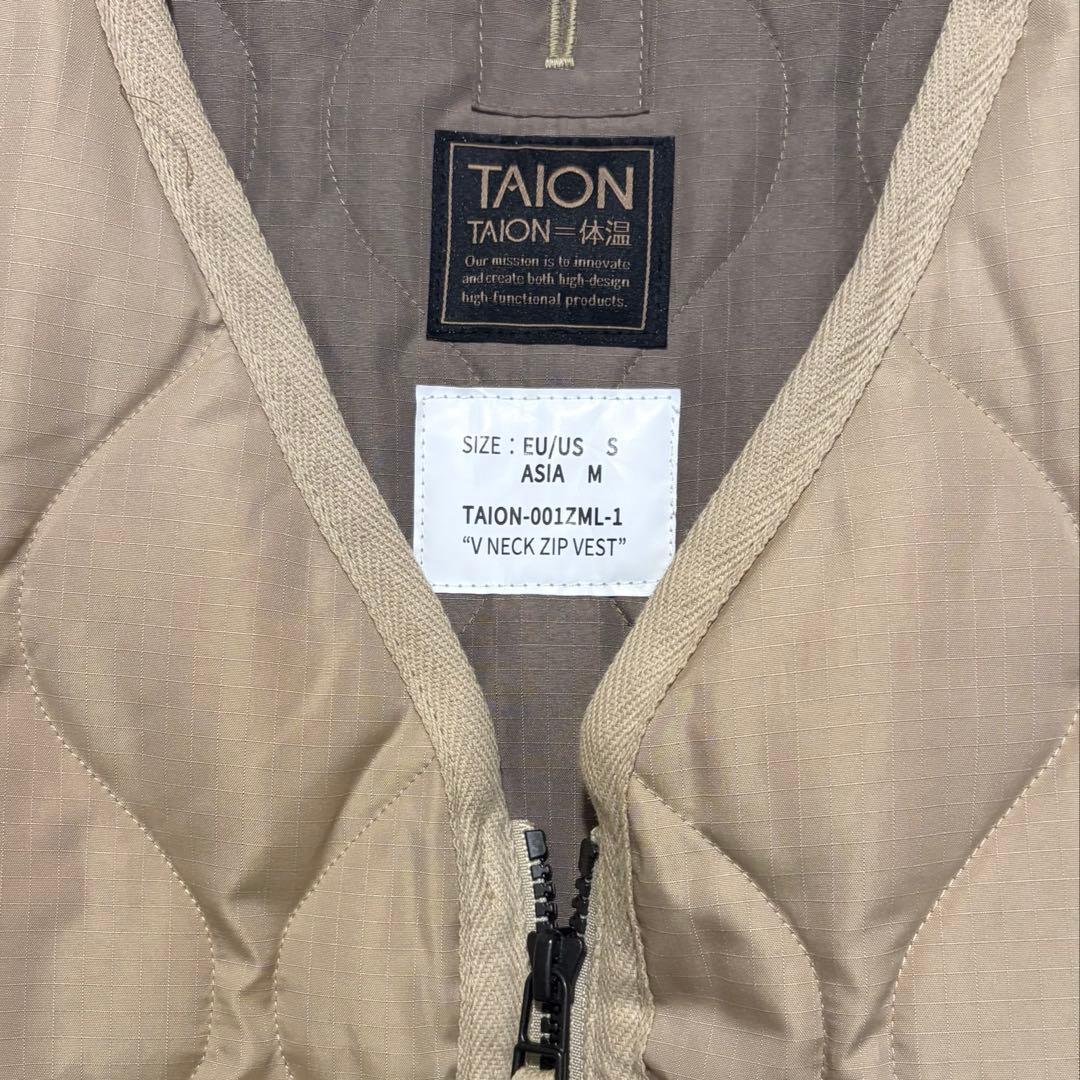 TAION
TAION=体温
Our mission is to innovate
and create both high-design
high-functional products.
SIZE : EU/US S
ASIA M
TAION-001ZML-1
“V NECK ZIP VEST”